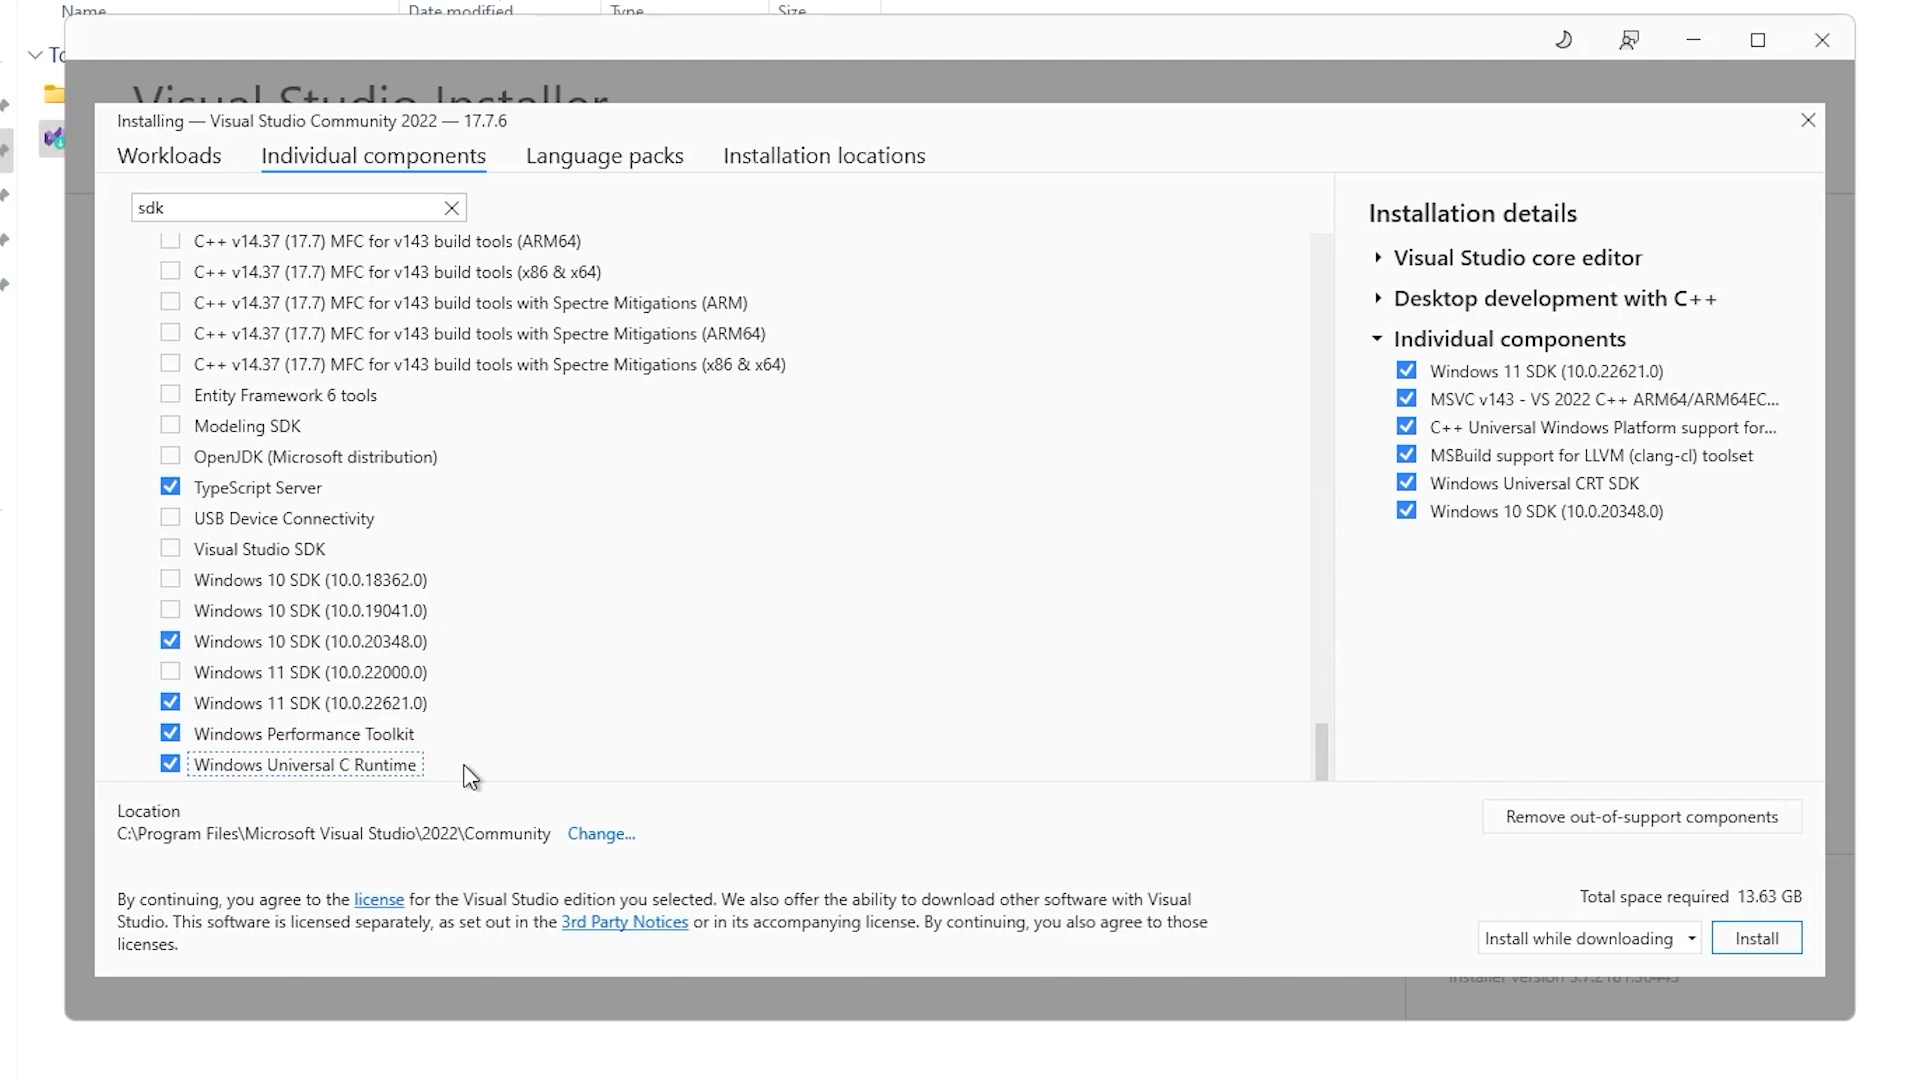 Name
Date modified
Type
Size
Visual Studio Installer
Installing — Visual Studio Community 2022 — 17.7.6
Workloads
Individual components
Language packs
Installation locations
sdk
C++ v14.37 (17.7) MFC for v143 build tools (ARM64)
C++ v14.37 (17.7) MFC for v143 build tools (x86 & x64)
C++ v14.37 (17.7) MFC for v143 build tools with Spectre Mitigations (ARM)
C++ v14.37 (17.7) MFC for v143 build tools with Spectre Mitigations (ARM64)
C++ v14.37 (17.7) MFC for v143 build tools with Spectre Mitigations (x86 & x64)
Entity Framework 6 tools
Modeling SDK
OpenJDK (Microsoft distribution)
TypeScript Server
USB Device Connectivity
Visual Studio SDK
Windows 10 SDK (10.0.18362.0)
Windows 10 SDK (10.0.19041.0)
Windows 10 SDK (10.0.20348.0)
Windows 11 SDK (10.0.22000.0)
Windows 11 SDK (10.0.22621.0)
Windows Performance Toolkit
Windows Universal C Runtime
Installation details
Visual Studio core editor
Desktop development with C++
Individual components
Windows 11 SDK (10.0.22621.0)
MSVC v143 - VS 2022 C++ ARM64/ARM64EC...
C++ Universal Windows Platform support for...
MSBuild support for LLVM (clang-cl) toolset
Windows Universal CRT SDK
Windows 10 SDK (10.0.20348.0)
Location
C:\Program Files\Microsoft Visual Studio\2022\Community Change...
Remove out-of-support components
By continuing, you agree to the license for the Visual Studio edition you selected. We also offer the ability to download other software with Visual
Studio. This software is licensed separately, as set out in the 3rd Party Notices or in its accompanying license. By continuing, you also agree to those
licenses.
Total space required 13.63 GB
Install while downloading
Install